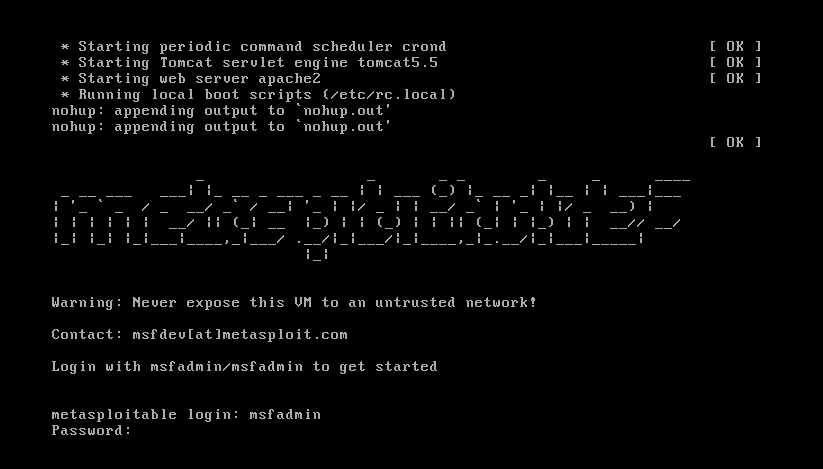 * Starting periodic command scheduler crond [ OK ]
* Starting Tomcat servlet engine tomcat5.5 [ OK ]
* Starting web server apache2 [ OK ]
* Running local boot scripts (/etc/rc.local)
nohup: appending output to `nohup.out'
nohup: appending output to `nohup.out'
[ OK ]
metasploitable2
Warning: Never expose this VM to an untrusted network!
Contact: msfdev[at]metasploit.com
Login with msfadmin/msfadmin to get started
metasploitable login: msfadmin
Password: